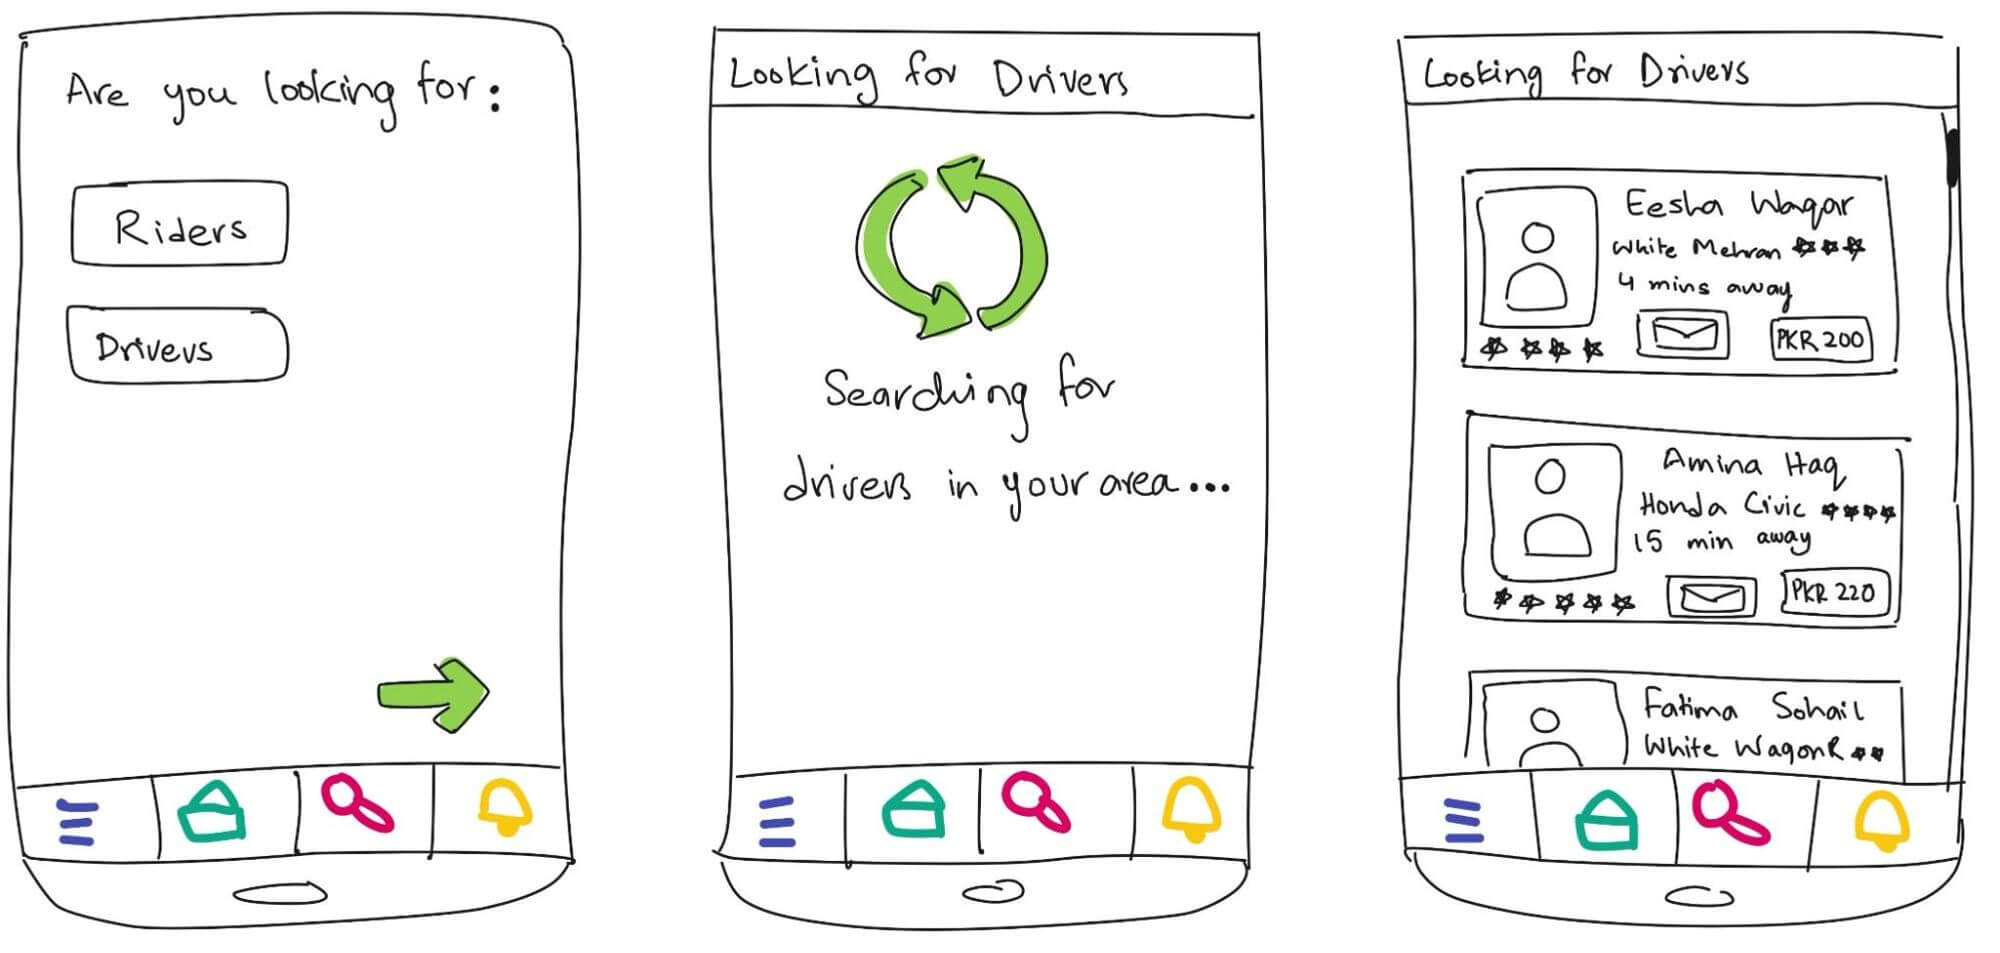 Are you looking for:
Riders
Drivers
Looking for Drivers
Searching for
drivers in your area...
Looking for Drivers
Eesha Waqar
White Mehran
4 mins away
PKR 200
Amina Haq
Honda Civic
15 min away
PKR 220
Fatima Sohail
White WagonR